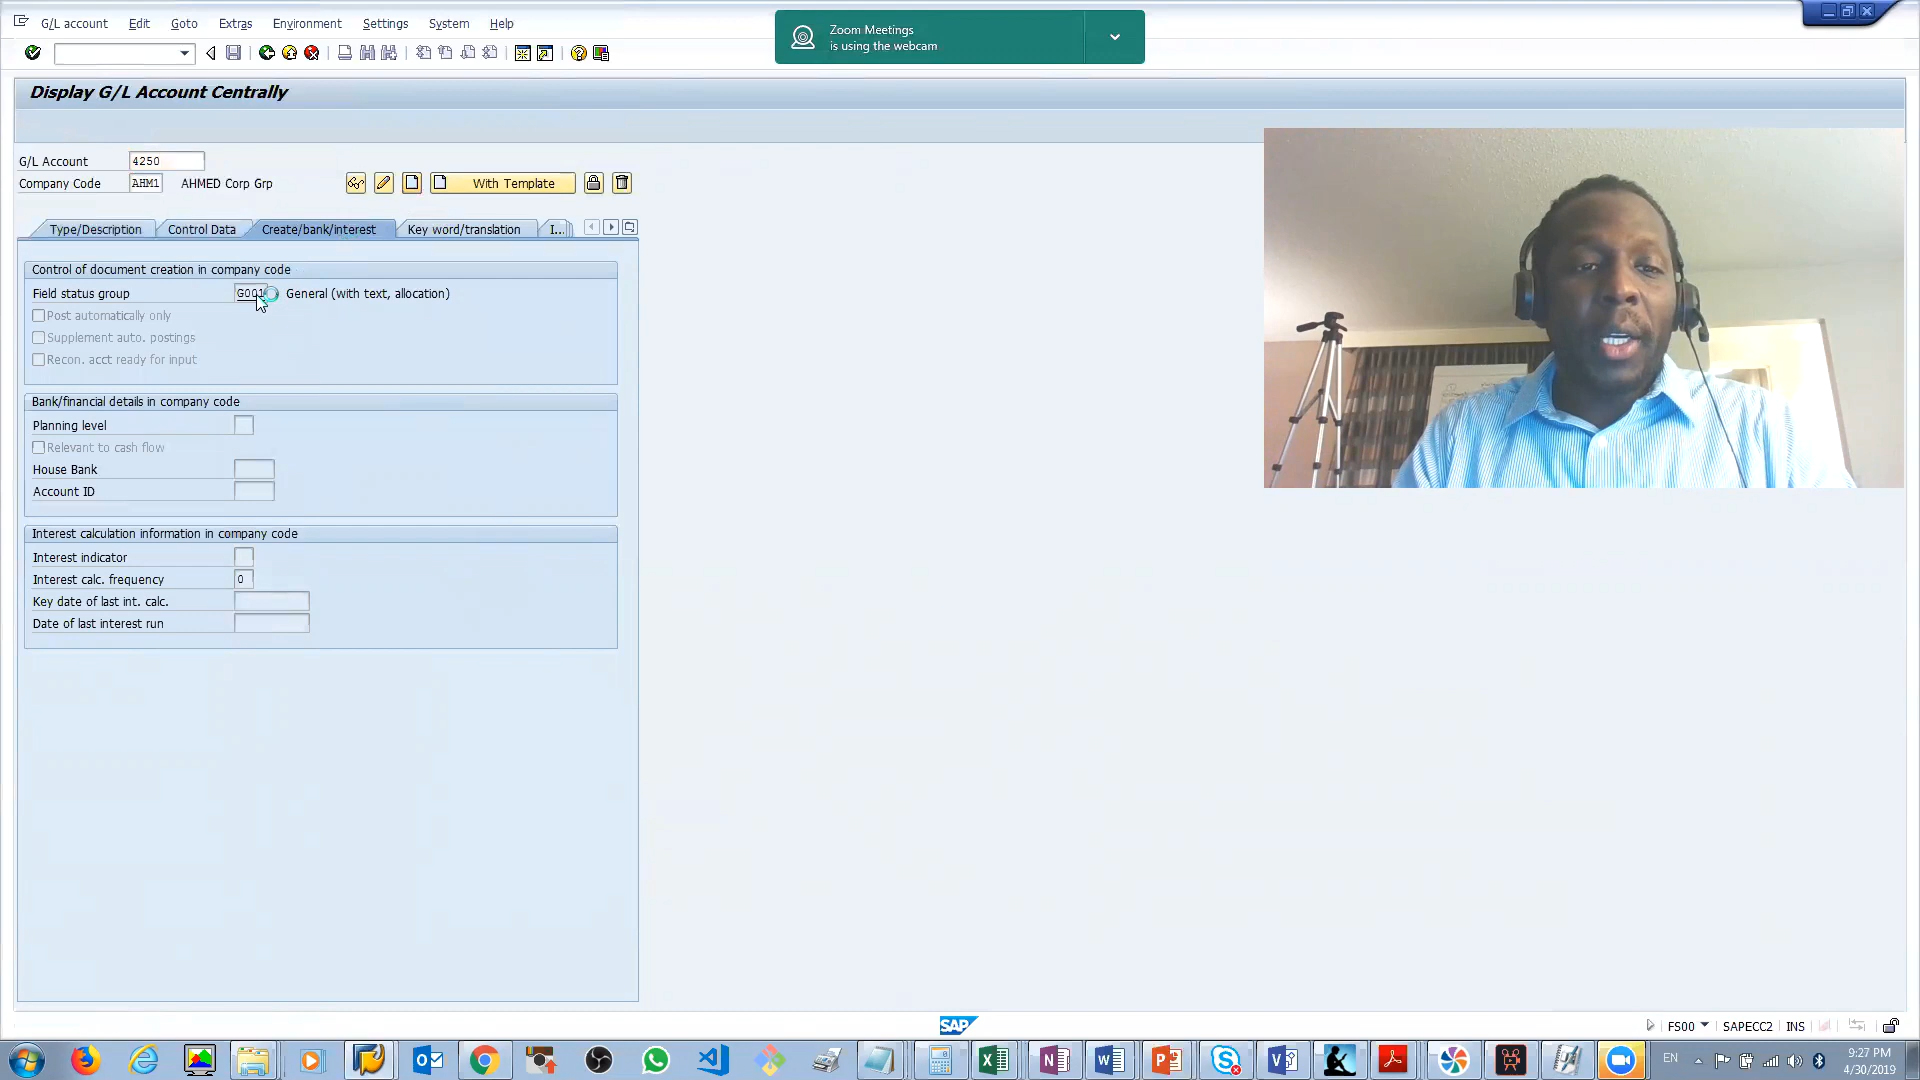 G/L account Edit Goto Extras Environment Settings System Help
Zoom Meetings
is using the webcam
Display G/L Account Centrally
G/L Account 4250
Company Code AHM1 AHMED Corp Grp With Template
Type/Description Control Data Create/bank/interest Key word/translation I...
Control of document creation in company code
Field status group G001 General (with text, allocation)
Post automatically only
Supplement auto. postings
Recon. acct ready for input
Bank/financial details in company code
Planning level
Relevant to cash flow
House Bank
Account ID
Interest calculation information in company code
Interest indicator
Interest calc. frequency 0
Key date of last int. calc.
Date of last interest run
SAP
FS00 SAPECC2 INS
EN 9:27 PM
4/30/2019